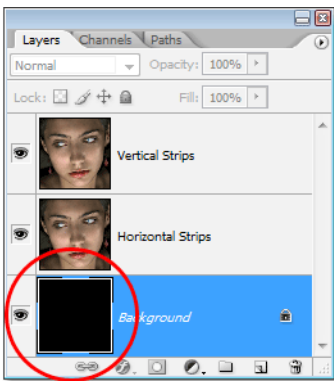 Layers Channels Paths
Normal Opacity: 100%
Lock: Fill: 100%
Vertical Strips
Horizontal Strips
Background